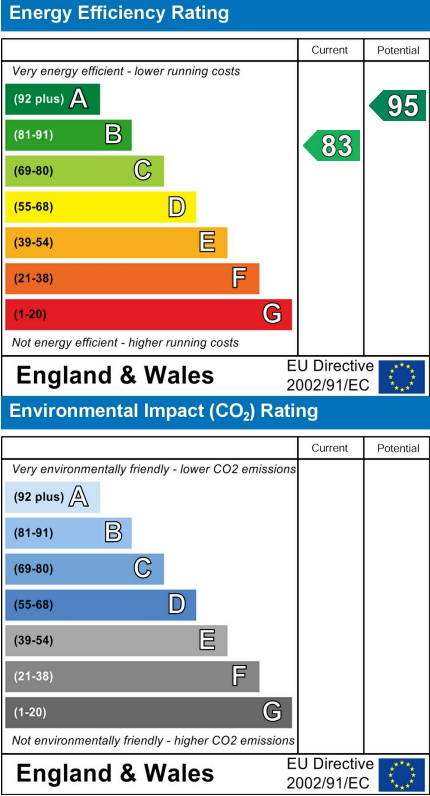 Energy Efficiency Rating
Current Potential
Very energy efficient - lower running costs
(92 plus) A
95
(81-91) B
83
(69-80) C
(55-68) D
(39-54) E
(21-38) F
(1-20) G
Not energy efficient - higher running costs
England & Wales
EU Directive
2002/91/EC
Environmental Impact (CO₂) Rating
Current Potential
Very environmentally friendly - lower CO2 emissions
(92 plus) A
(81-91) B
(69-80) C
(55-68) D
(39-54) E
(21-38) F
(1-20) G
Not environmentally friendly - higher CO2 emissions
England & Wales
EU Directive
2002/91/EC